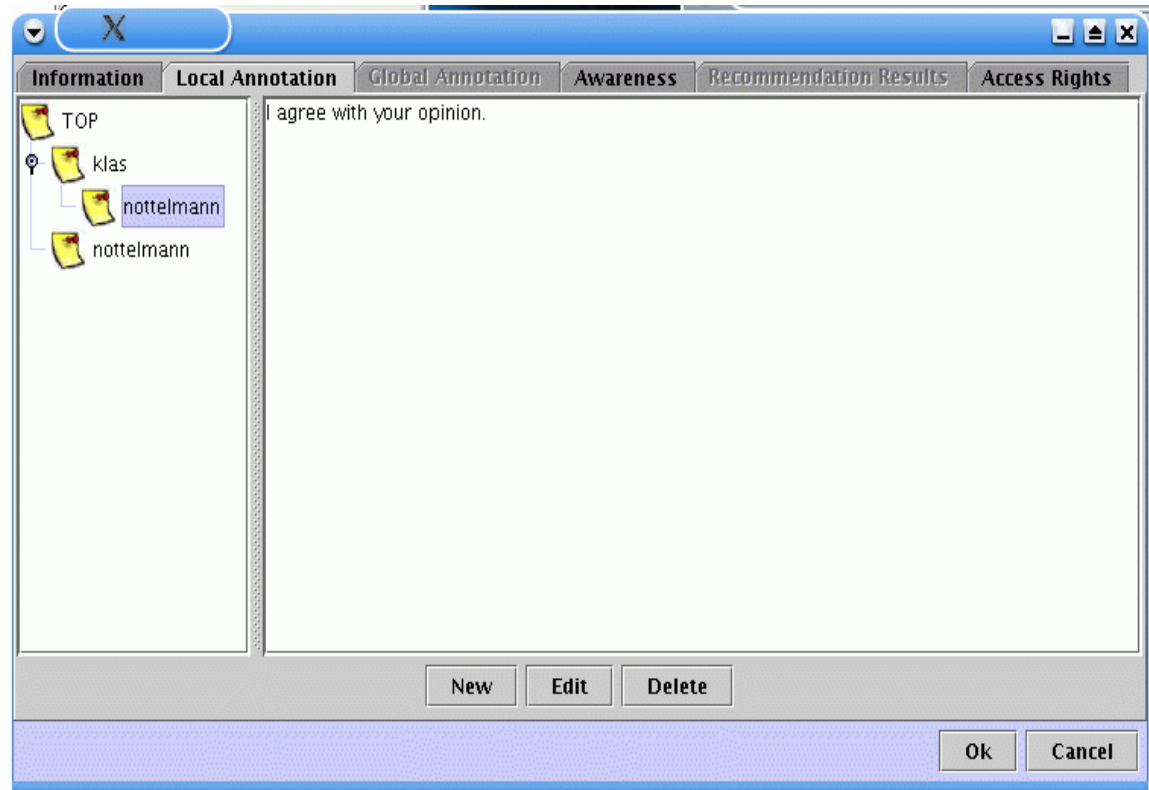 X
Information Local Annotation Global Annotation Awareness Recommendation Results Access Rights
TOP
klas
nottelmann
nottelmann
I agree with your opinion.
New Edit Delete
Ok Cancel